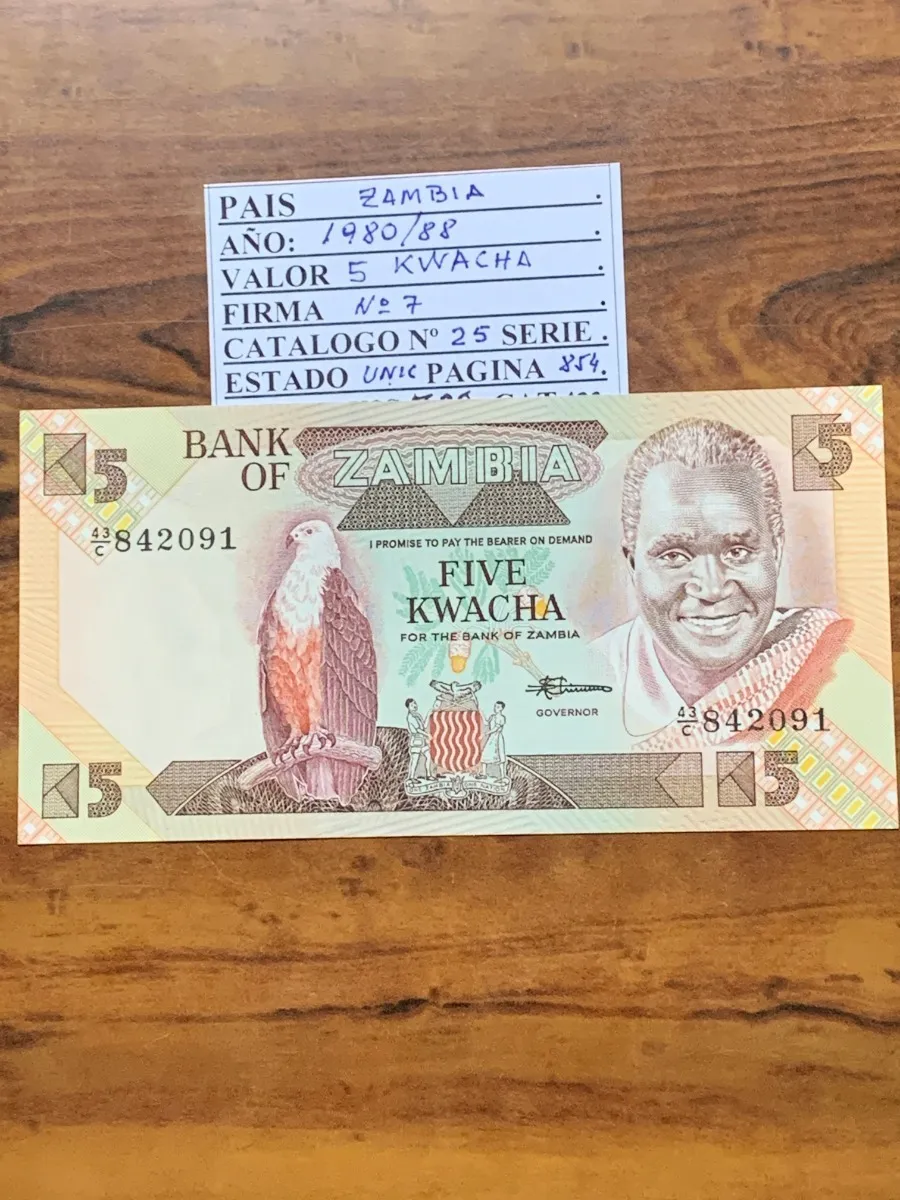 PAIS ZAMBIA .
AÑO: 1980/88 .
VALOR 5 KWACHA .
FIRMA Nº 7 .
CATALOGO Nº 25 SERIE .
ESTADO UNIC PAGINA 854.
5
BANK OF
ZAMBIA
5
43/C 842091
I PROMISE TO PAY THE BEARER ON DEMAND
FIVE
KWACHA
FOR THE BANK OF ZAMBIA
GOVERNOR
43/C 842091
5
5